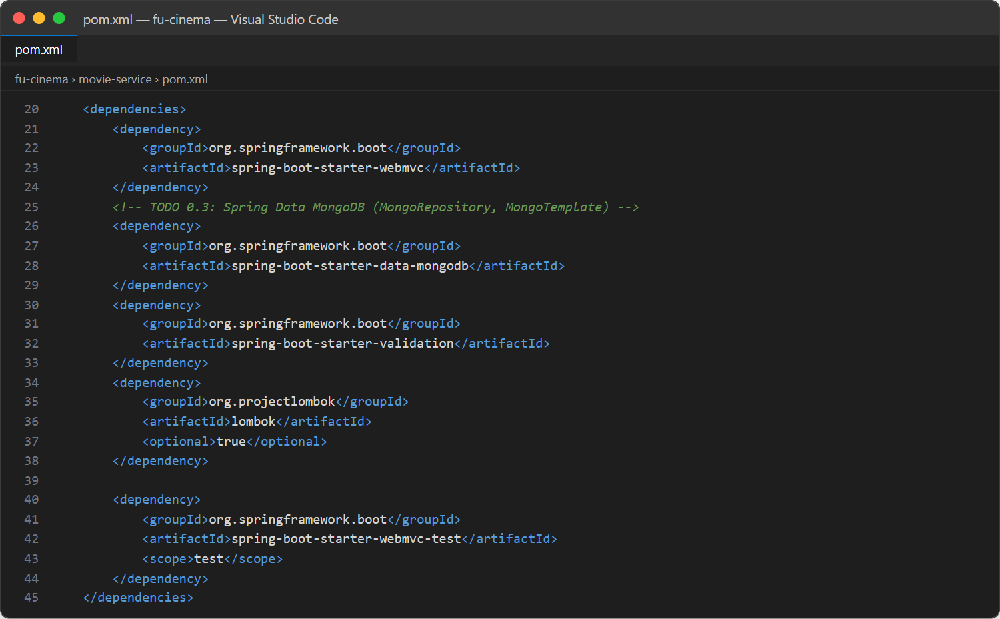 pom.xml — fu-cinema — Visual Studio Code
pom.xml
fu-cinema › movie-service › pom.xml
20 <dependencies>
21 <dependency>
22 <groupId>org.springframework.boot</groupId>
23 <artifactId>spring-boot-starter-webmvc</artifactId>
24 </dependency>
25 <!-- TODO 0.3: Spring Data MongoDB (MongoRepository, MongoTemplate) -->
26 <dependency>
27 <groupId>org.springframework.boot</groupId>
28 <artifactId>spring-boot-starter-data-mongodb</artifactId>
29 </dependency>
30 <dependency>
31 <groupId>org.springframework.boot</groupId>
32 <artifactId>spring-boot-starter-validation</artifactId>
33 </dependency>
34 <dependency>
35 <groupId>org.projectlombok</groupId>
36 <artifactId>lombok</artifactId>
37 <optional>true</optional>
38 </dependency>
39
40 <dependency>
41 <groupId>org.springframework.boot</groupId>
42 <artifactId>spring-boot-starter-webmvc-test</artifactId>
43 <scope>test</scope>
44 </dependency>
45 </dependencies>